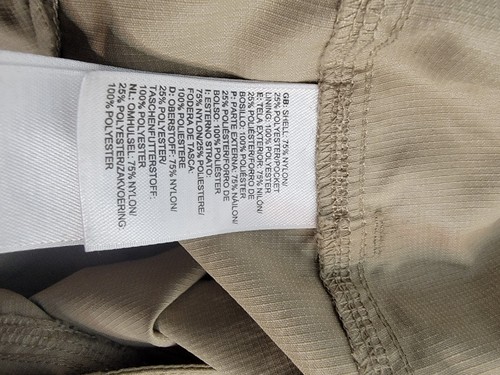 GB: SHELL: 75% NYLON/
25% POLYESTER/POCKET
LINING: 100% POLYESTER
E: TELA EXTERIOR: 75% NILÓN/
25% POLIÉSTER/FORRO DE
BOSILLO: 100% POLIÉSTER
P: PARTE EXTERNA: 75% NÁILON/
25% POLIÉSTER/FORRO DE
BOLSO: 100% POLIÉSTER
I: ESTERNO STRATO:
75% NYLON/25% POLIESTERE/
FODERA DE TASCA:
100% POLIESTERE
D: OBERSTOFF: 75% NYLON/
25% POLYESTER/
TASCHENFUTTERSTOFF:
100% POLYESTER
NL: OMHULSEL: 75% NYLON/
25% POLYESTER/ZAKVOERING:
100% POLYESTER